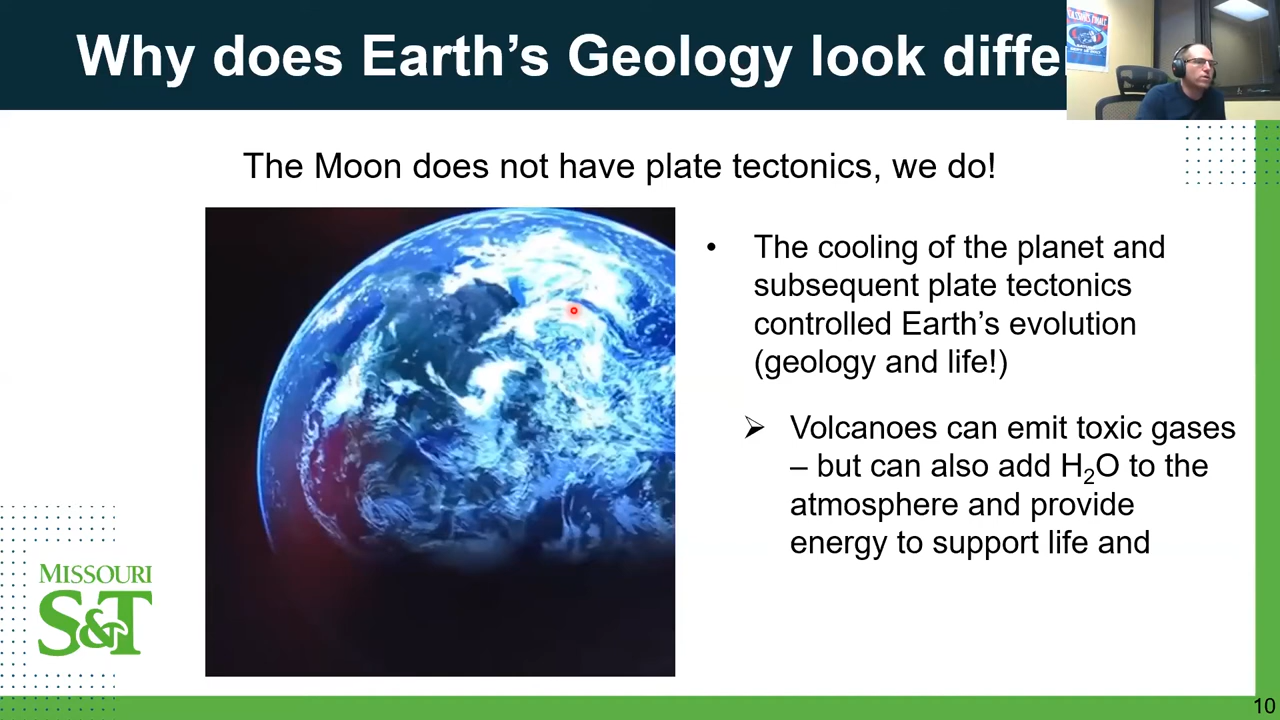 Why does Earth's Geology look diffe
The Moon does not have plate tectonics, we do!
• The cooling of the planet and
subsequent plate tectonics
controlled Earth's evolution
(geology and life!)
➢ Volcanoes can emit toxic gases
– but can also add H₂O to the
atmosphere and provide
energy to support life and
MISSOURI
S&T
10